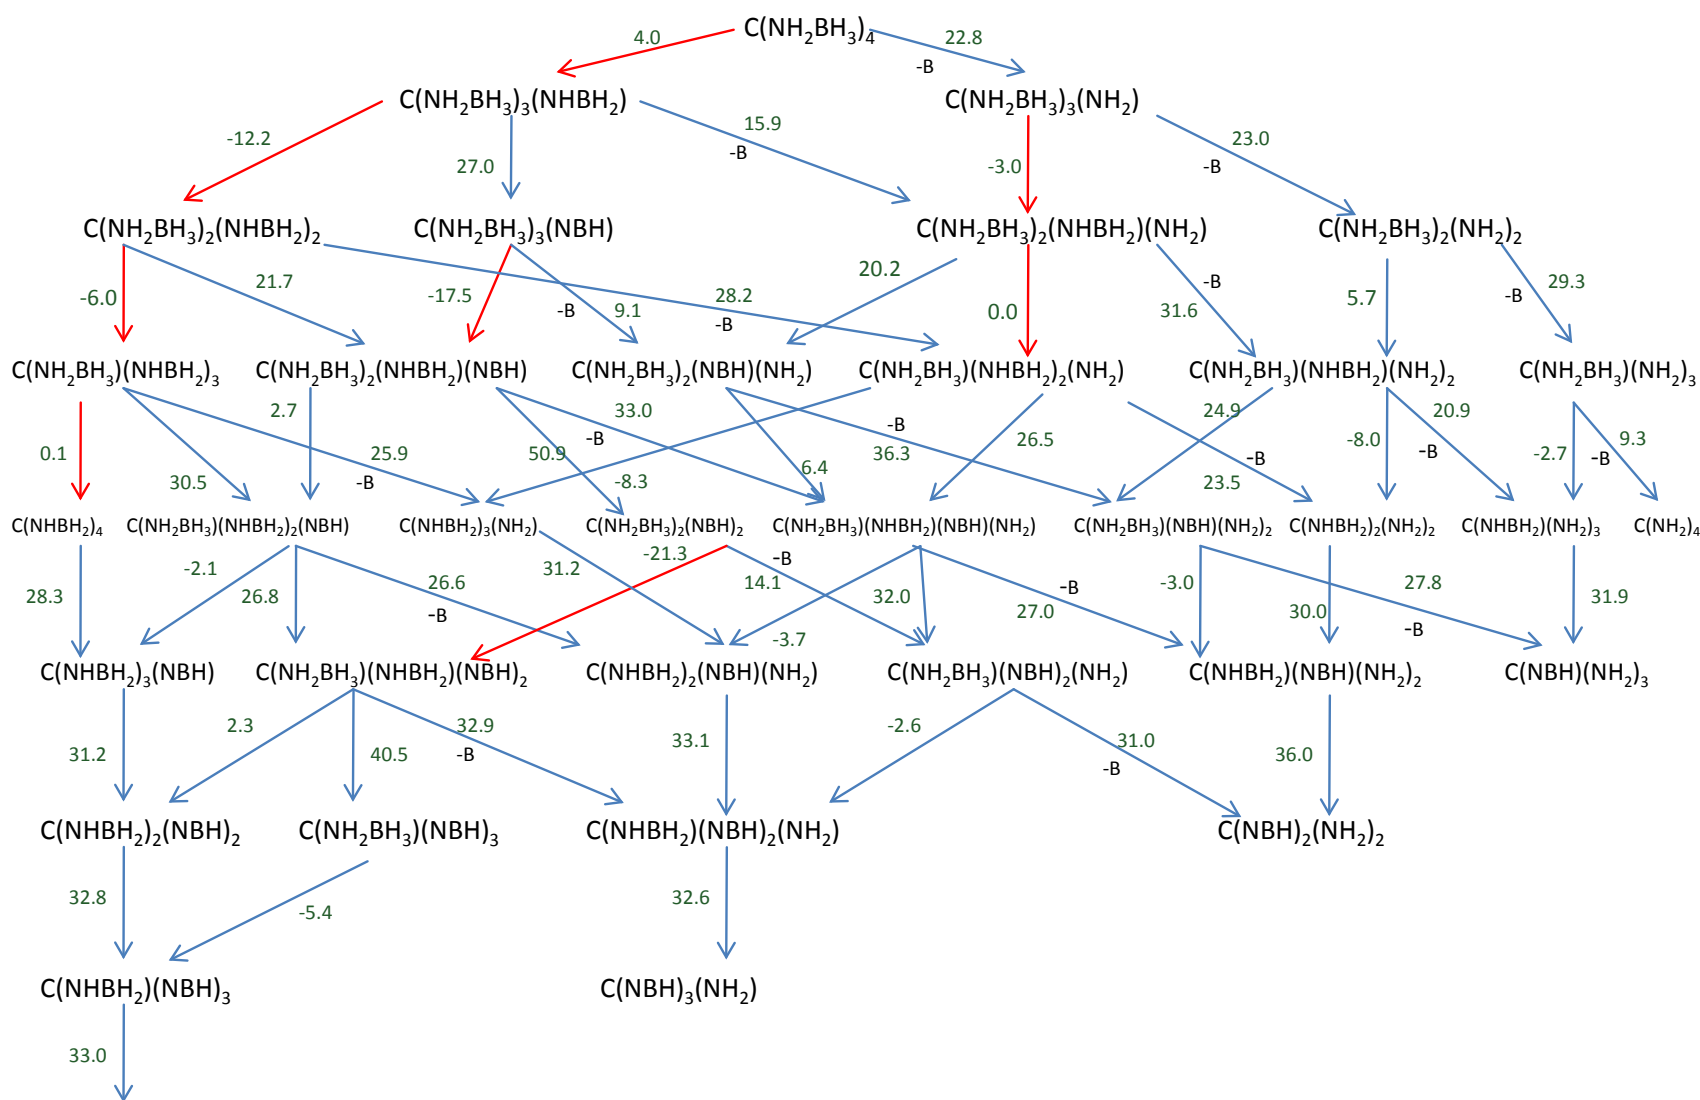 C(NH₂BH₃)₄
4.0
22.8
-B
C(NH₂BH₃)₃(NHBH₂)
C(NH₂BH₃)₃(NH₂)
-12.2
27.0
15.9
-B
-3.0
23.0
-B
C(NH₂BH₃)₂(NHBH₂)₂
C(NH₂BH₃)₃(NBH)
C(NH₂BH₃)₂(NHBH₂)(NH₂)
C(NH₂BH₃)₂(NH₂)₂
-6.0
21.7
-17.5
-B
9.1
28.2
-B
20.2
0.0
-B
31.6
5.7
-B
29.3
C(NH₂BH₃)(NHBH₂)₃
C(NH₂BH₃)₂(NHBH₂)(NBH)
C(NH₂BH₃)₂(NBH)(NH₂)
C(NH₂BH₃)(NHBH₂)₂(NH₂)
C(NH₂BH₃)(NHBH₂)(NH₂)₂
C(NH₂BH₃)(NH₂)₃
0.1
30.5
2.7
25.9
-B
50.9
33.0
-B
-8.3
6.4
-B
36.3
26.5
24.9
-B
23.5
-8.0
20.9
-B
-2.7
-B
9.3
C(NHBH₂)₄
C(NH₂BH₃)(NHBH₂)₂(NBH)
C(NHBH₂)₃(NH₂)
C(NH₂BH₃)₂(NBH)₂
C(NH₂BH₃)(NHBH₂)(NBH)(NH₂)
C(NH₂BH₃)(NBH)(NH₂)₂
C(NHBH₂)₂(NH₂)₂
C(NHBH₂)(NH₂)₃
C(NH₂)₄
28.3
-2.1
26.8
26.6
-B
31.2
-21.3
-B
14.1
-3.7
32.0
-B
27.0
-3.0
30.0
27.8
-B
31.9
C(NHBH₂)₃(NBH)
C(NH₂BH₃)(NHBH₂)(NBH)₂
C(NHBH₂)₂(NBH)(NH₂)
C(NH₂BH₃)(NBH)₂(NH₂)
C(NHBH₂)(NBH)(NH₂)₂
C(NBH)(NH₂)₃
31.2
2.3
40.5
32.9
-B
33.1
-2.6
31.0
-B
36.0
C(NHBH₂)₂(NBH)₂
C(NH₂BH₃)(NBH)₃
C(NHBH₂)(NBH)₂(NH₂)
C(NBH)₂(NH₂)₂
32.8
-5.4
32.6
C(NHBH₂)(NBH)₃
C(NBH)₃(NH₂)
33.0